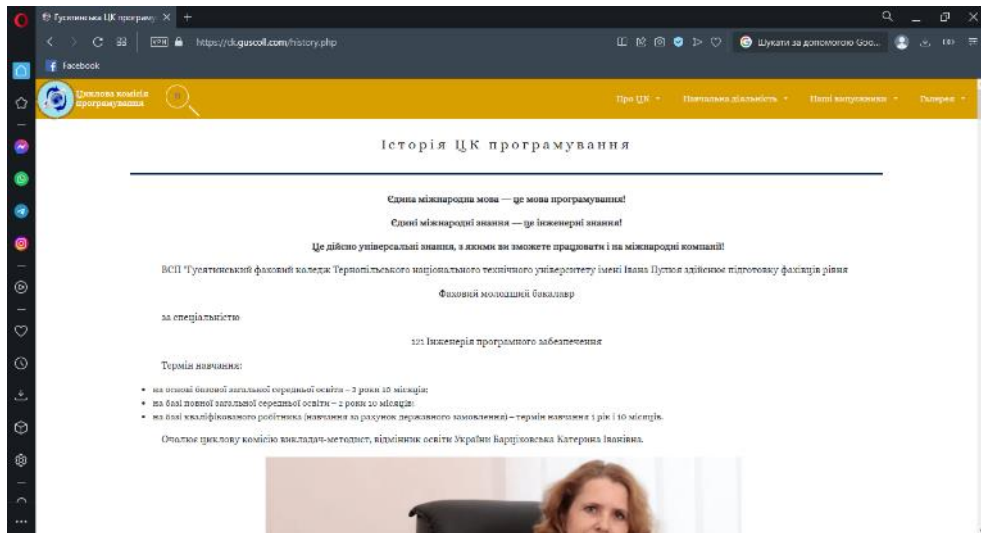 Гусятинська ЦК програму
https://ck.guscoll.com/history.php
Шукати за допомогою Goo...
Facebook
Циклова комісія
програмування
Про ЦК
Навчальна діяльність
Наші випускники
Галерея
Історія ЦК програмування
Єдина міжнародна мова — це мова програмування!
Єдині міжнародні знання — це інженерні знання!
Це дійсно універсальні знання, з якими ви зможете працювати і на міжнародні компанії!
ВСП "Гусятинський фаховий коледж Тернопільського національного технічного університету імені Івана Пулюя здійснює підготовку фахівців рівня
Фаховий молодший бакалавр
за спеціальністю
121 Інженерія програмного забезпечення
Термін навчання:
на основі базової загальної середньої освіти – 3 роки 10 місяців;
на базі повної загальної середньої освіти – 2 роки 10 місяців;
на базі кваліфікованого робітника (навчання за рахунок державного замовлення) – термін навчання 1 рік і 10 місяців.
Очолює циклову комісію викладач-методист, відмінник освіти України Барціховська Катерина Іванівна.